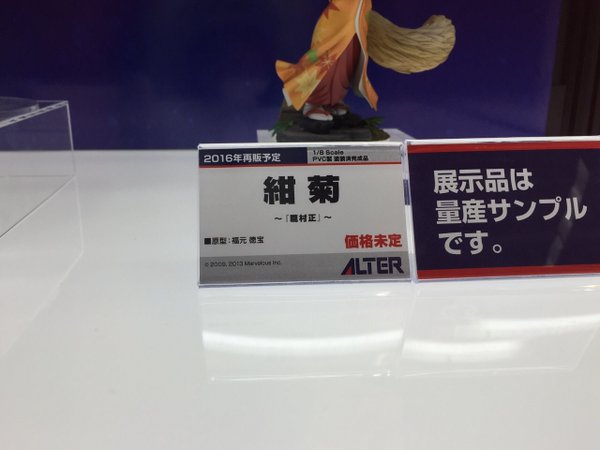 2016年再販予定
1/8 Scale
PVC製 塗装済完成品
紺菊
～『朧村正』～
■原型：福元 徳宝
価格未定
© 2009, 2013 Marvelous Inc.
ALTER
展示品は
量産サンプル
です。